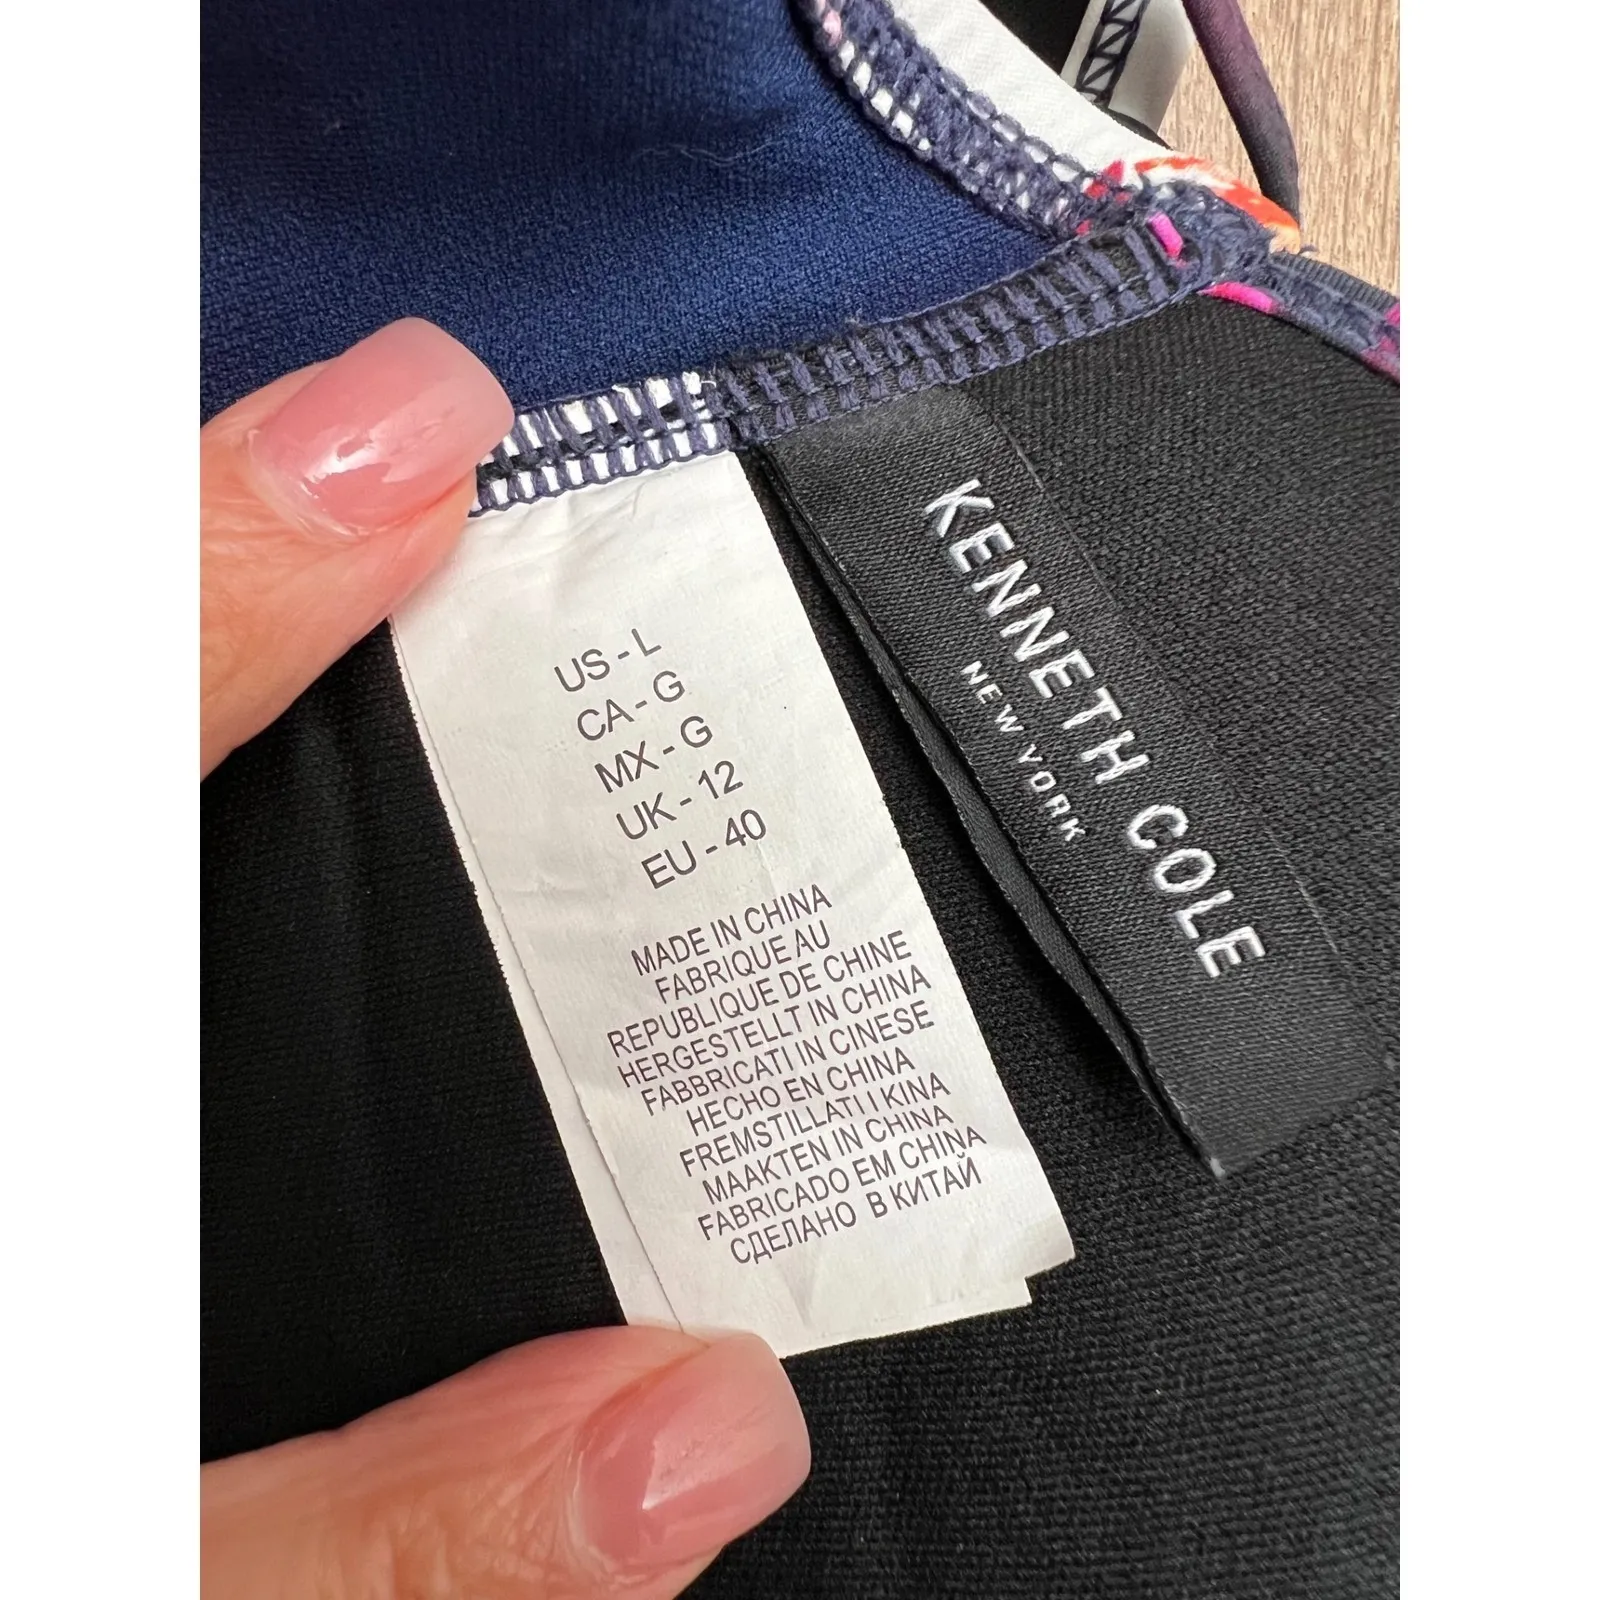 US - L
CA - G
MX - G
UK - 12
EU - 40
MADE IN CHINA
FABRIQUE AU
REPUBLIQUE DE CHINE
HERGESTELLT IN CHINA
FABBRICATI IN CINESE
HECHO EN CHINA
FREMSTILLATI I KINA
MAAKTEN IN CHINA
FABRICADO EM CHINA
СДЕЛАНО В КИТАЙ
KENNETH COLE
NEW YORK